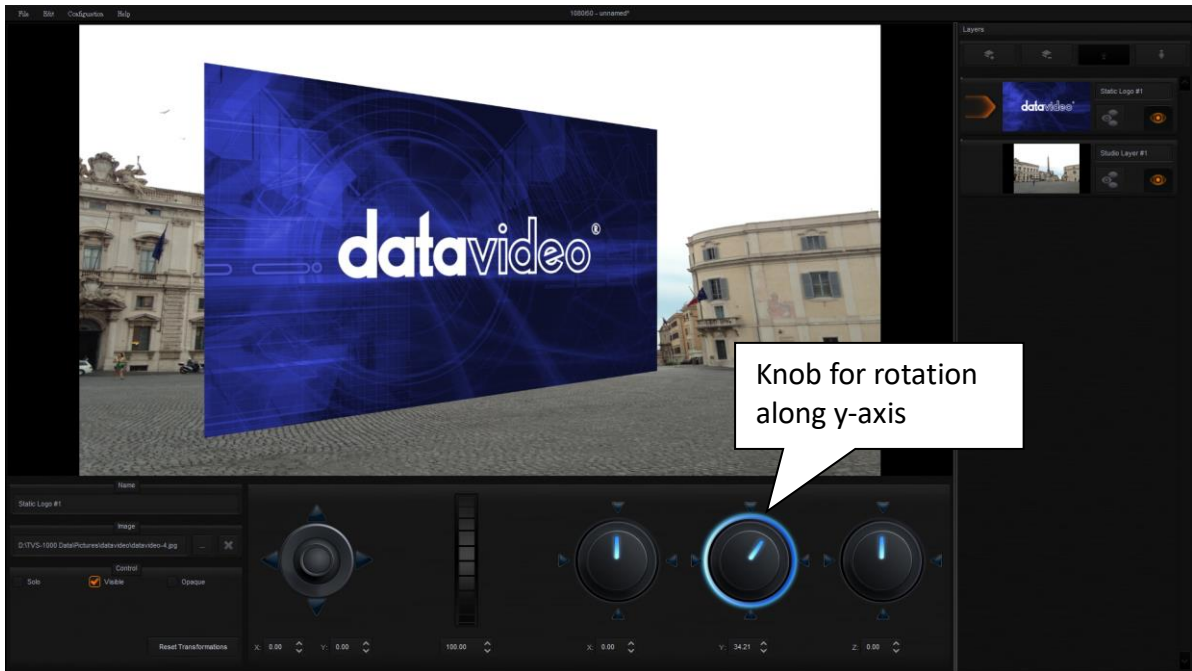 File Edit Configuration Help
1080i60 - unnamed*
Layers
Static Logo #1
datavideo®
Studio Layer #1
datavideo®
Knob for rotation
along y-axis
Name
Static Logo #1
Image
D:\TVS-1000 Data\Pictures\datavideo\datavideo-4.jpg ...
Control
Solo Visible Opaque
Reset Transformations
X: 0.00 Y: 0.00 100.00 X: 0.00 Y: 34.21 Z: 0.00